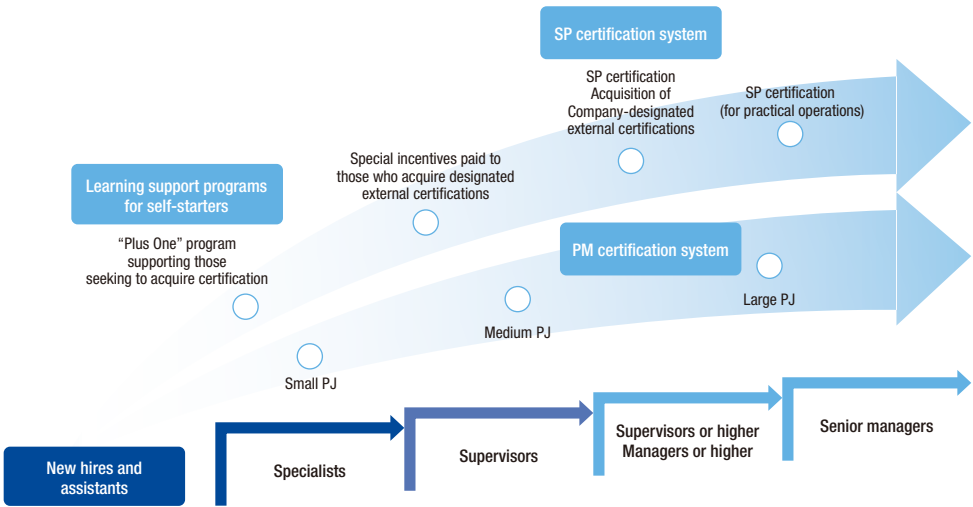 SP certification system
SP certification
Acquisition of
Company-designated
external certifications
SP certification
(for practical operations)
Special incentives paid to
those who acquire designated
external certifications
Learning support programs
for self-starters
“Plus One” program
supporting those
seeking to acquire certification
PM certification system
Large PJ
Medium PJ
Small PJ
New hires and
assistants
Specialists
Supervisors
Supervisors or higher
Managers or higher
Senior managers